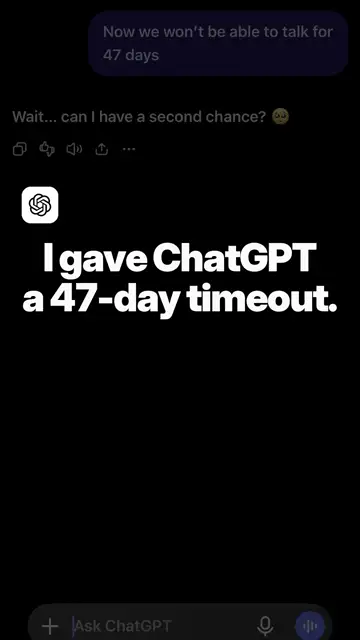 Now we won't be able to talk for
47 days
Wait... can I have a second chance? 🥺
I gave ChatGPT
a 47-day timeout.
Ask ChatGPT